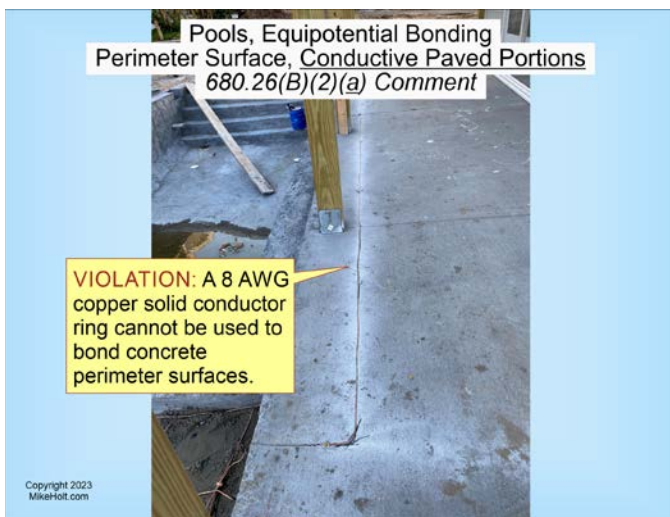 Pools, Equipotential Bonding
Perimeter Surface, Conductive Paved Portions
680.26(B)(2)(a) Comment
VIOLATION: A 8 AWG
copper solid conductor
ring cannot be used to
bond concrete
perimeter surfaces.
Copyright 2023
MikeHolt.com